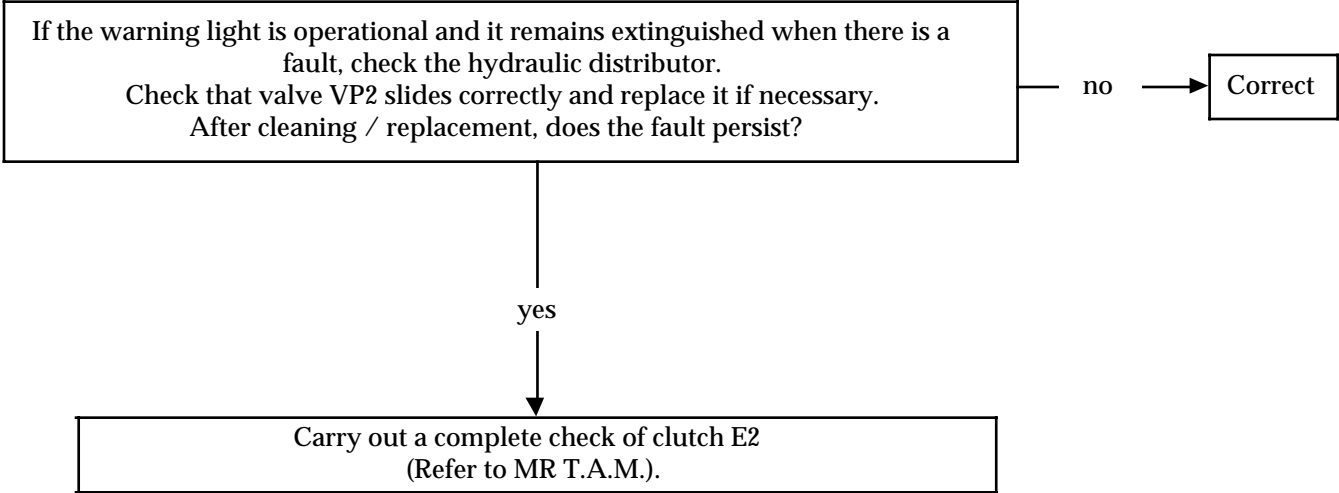 If the warning light is operational and it remains extinguished when there is a
fault, check the hydraulic distributor.
Check that valve VP2 slides correctly and replace it if necessary.
After cleaning / replacement, does the fault persist?
no
Correct
yes
Carry out a complete check of clutch E2
(Refer to MR T.A.M.).